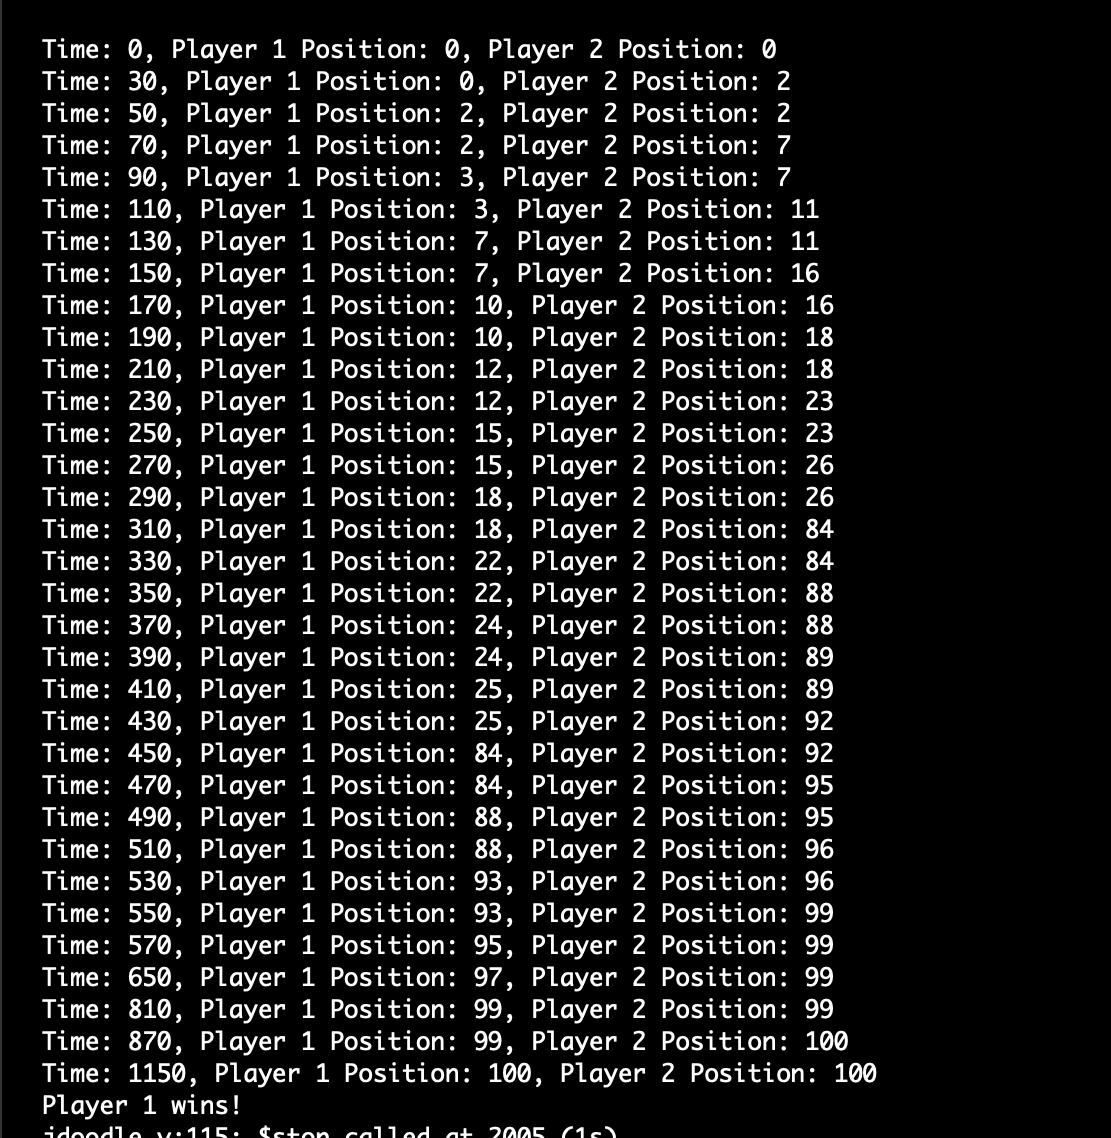 Time: 0, Player 1 Position: 0, Player 2 Position: 0
Time: 30, Player 1 Position: 0, Player 2 Position: 2
Time: 50, Player 1 Position: 2, Player 2 Position: 2
Time: 70, Player 1 Position: 2, Player 2 Position: 7
Time: 90, Player 1 Position: 3, Player 2 Position: 7
Time: 110, Player 1 Position: 3, Player 2 Position: 11
Time: 130, Player 1 Position: 7, Player 2 Position: 11
Time: 150, Player 1 Position: 7, Player 2 Position: 16
Time: 170, Player 1 Position: 10, Player 2 Position: 16
Time: 190, Player 1 Position: 10, Player 2 Position: 18
Time: 210, Player 1 Position: 12, Player 2 Position: 18
Time: 230, Player 1 Position: 12, Player 2 Position: 23
Time: 250, Player 1 Position: 15, Player 2 Position: 23
Time: 270, Player 1 Position: 15, Player 2 Position: 26
Time: 290, Player 1 Position: 18, Player 2 Position: 26
Time: 310, Player 1 Position: 18, Player 2 Position: 84
Time: 330, Player 1 Position: 22, Player 2 Position: 84
Time: 350, Player 1 Position: 22, Player 2 Position: 88
Time: 370, Player 1 Position: 24, Player 2 Position: 88
Time: 390, Player 1 Position: 24, Player 2 Position: 89
Time: 410, Player 1 Position: 25, Player 2 Position: 89
Time: 430, Player 1 Position: 25, Player 2 Position: 92
Time: 450, Player 1 Position: 84, Player 2 Position: 92
Time: 470, Player 1 Position: 84, Player 2 Position: 95
Time: 490, Player 1 Position: 88, Player 2 Position: 95
Time: 510, Player 1 Position: 88, Player 2 Position: 96
Time: 530, Player 1 Position: 93, Player 2 Position: 96
Time: 550, Player 1 Position: 93, Player 2 Position: 99
Time: 570, Player 1 Position: 95, Player 2 Position: 99
Time: 650, Player 1 Position: 97, Player 2 Position: 99
Time: 810, Player 1 Position: 99, Player 2 Position: 99
Time: 870, Player 1 Position: 99, Player 2 Position: 100
Time: 1150, Player 1 Position: 100, Player 2 Position: 100
Player 1 wins!
jdoodle.v:115: $stop called at 2005 (1s)